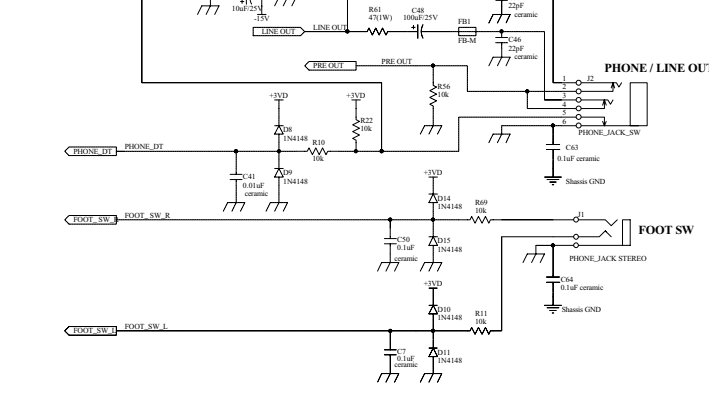 10uF/25V
-15V
22pF
ceramic
LINE OUT
LINE OUT
R61
47(1W)
C48
100uF/25V
FB1
FB-M
C46
22pF
ceramic
PRE OUT
PRE OUT
PHONE / LINE OUT
R56
10k
1
2
3
4
5
6
J2
PHONE_JACK_SW
+3VD
+3VD
D8
1N4148
R22
10k
R10
10k
PHONE_DT
PHONE_DT
C41
0.01uF
ceramic
D9
1N4148
C63
0.1uF ceramic
Shassis GND
+3VD
D14
1N4148
R69
10k
J1
FOOT_SW_R
FOOT_SW_R
FOOT SW
C50
0.1uF
ceramic
D15
1N4148
PHONE_JACK STEREO
C64
0.1uF ceramic
Shassis GND
+3VD
D10
1N4148
R11
10k
FOOT_SW_L
FOOT_SW_L
C7
0.1uF
ceramic
D11
1N4148